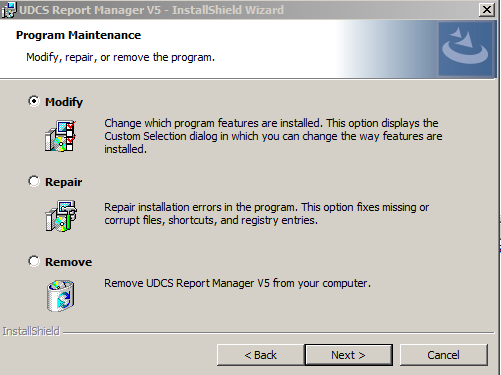 UDCS Report Manager V5 - InstallShield Wizard
Program Maintenance
Modify, repair, or remove the program.
Modify
Change which program features are installed. This option displays the
Custom Selection dialog in which you can change the way features are
installed.
Repair
Repair installation errors in the program. This option fixes missing or
corrupt files, shortcuts, and registry entries.
Remove
Remove UDCS Report Manager V5 from your computer.
InstallShield
< Back
Next >
Cancel